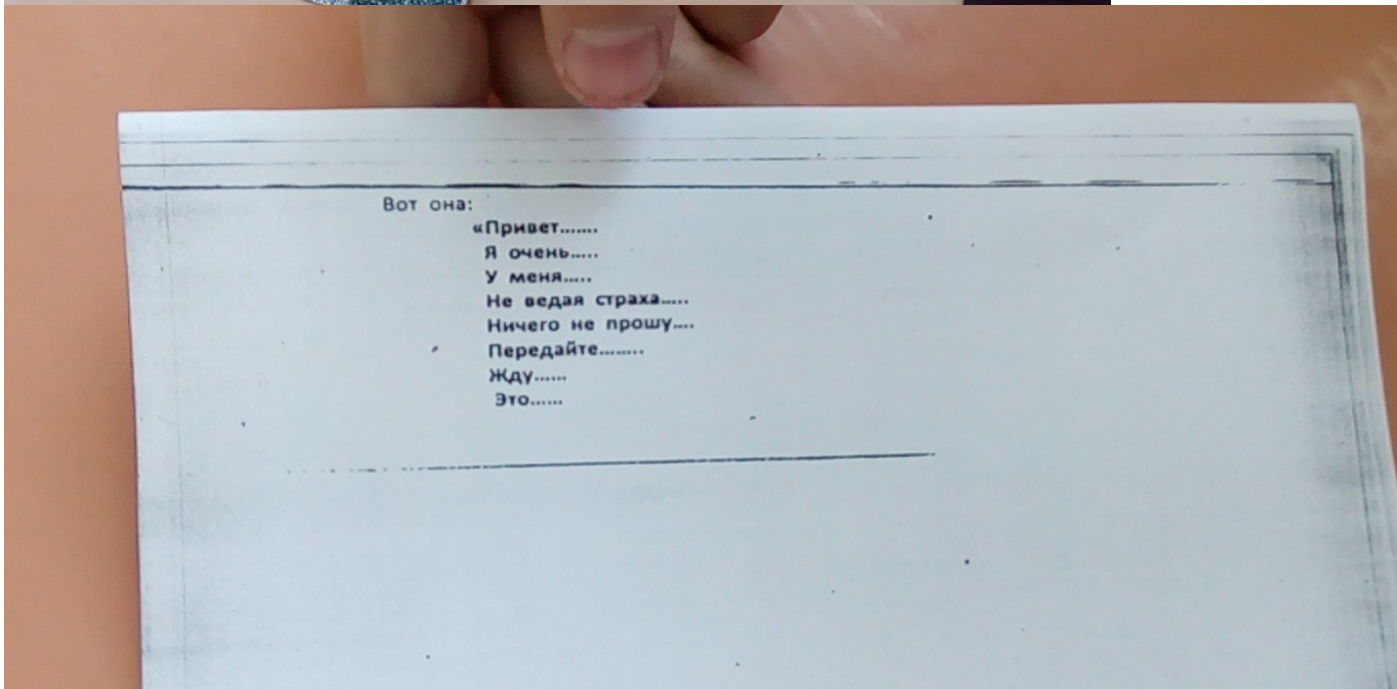 Вот она:
«Привет.......
Я очень.....
У меня.....
Не ведая страха.....
Ничего не прошу....
Передайте........
Жду......
Это......